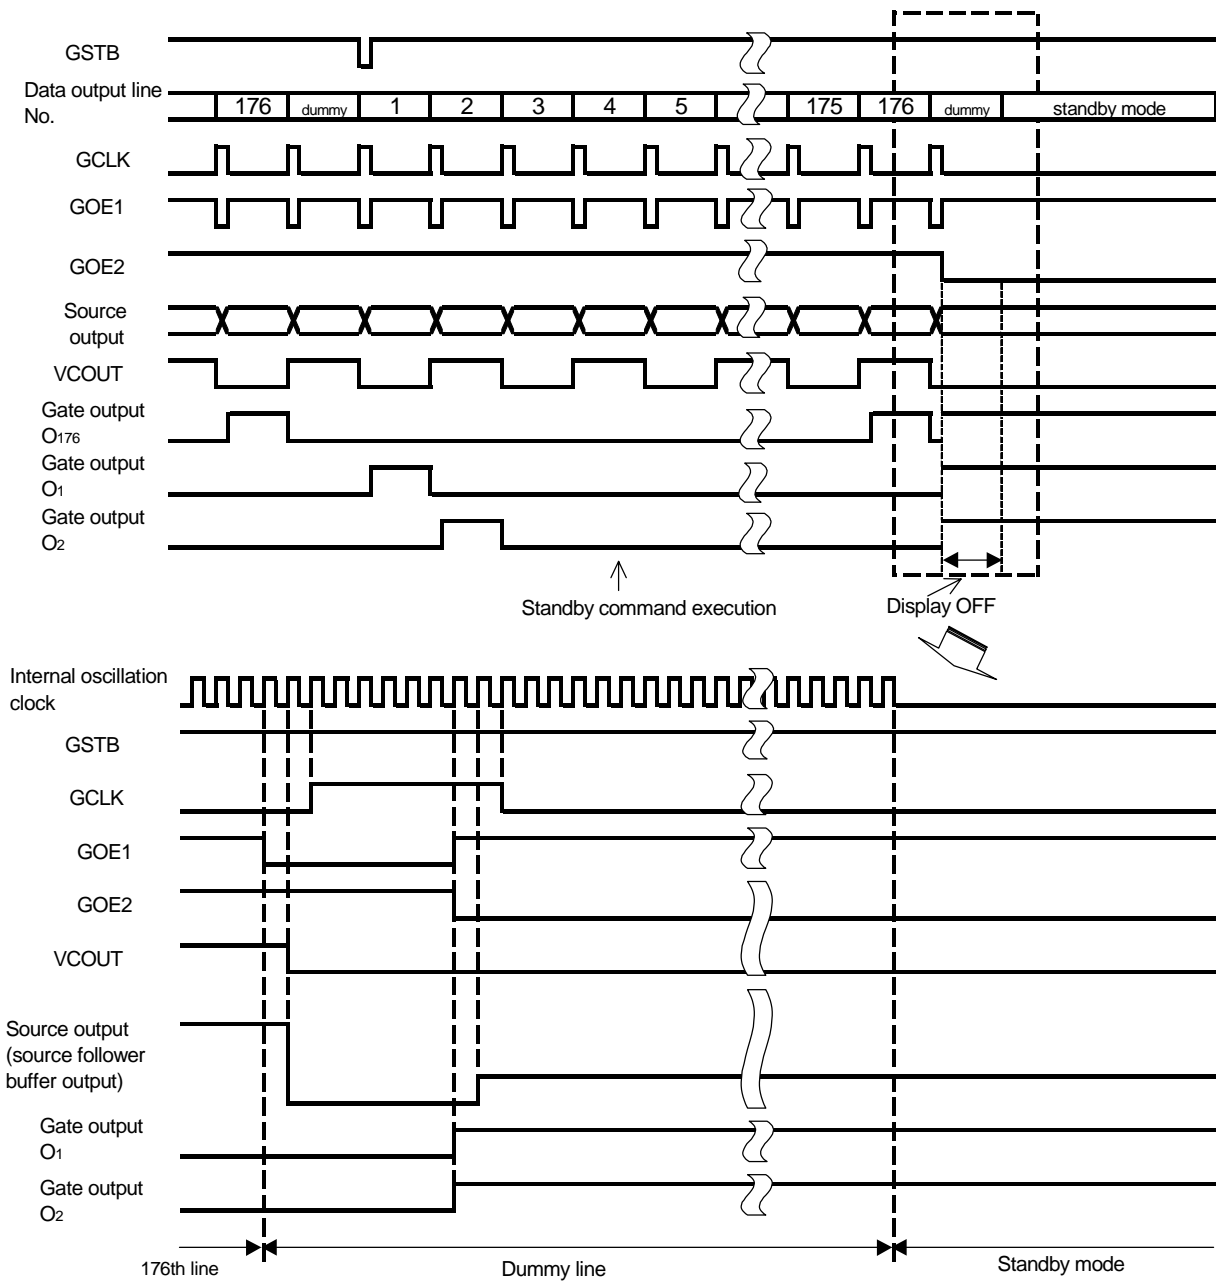 GSTB
Data output line
No.
176 dummy 1 2 3 4 5 175 176 dummy standby mode
GCLK
GOE1
GOE2
Source
output
VCOUT
Gate output
O176
Gate output
O1
Gate output
O2
Standby command execution
Display OFF
Internal oscillation
clock
GSTB
GCLK
GOE1
GOE2
VCOUT
Source output
(source follower
buffer output)
Gate output
O1
Gate output
O2
176th line
Dummy line
Standby mode